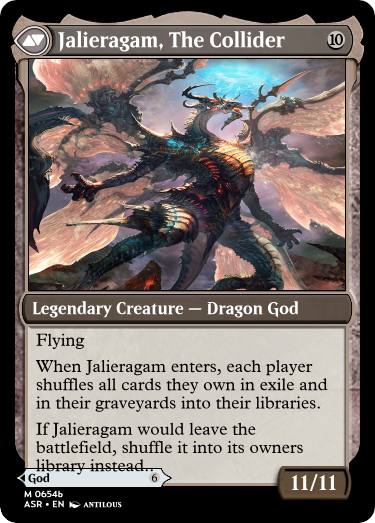 Jalieragam, The Collider
10
Legendary Creature — Dragon God
Flying
When Jalieragam enters, each player
shuffles all cards they own in exile and
in their graveyards into their libraries.
If Jalieragam would leave the
battlefield, shuffle it into its owners
library instead..
God 6
11/11
M 0654b
ASR • EN ANTILOUS